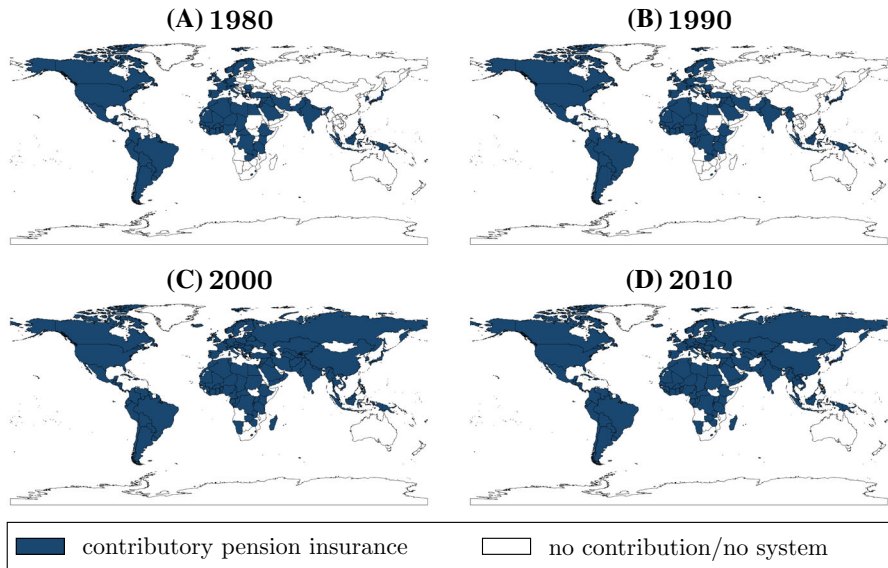 (A) 1980
(B) 1990
(C) 2000
(D) 2010
contributory pension insurance
no contribution/no system